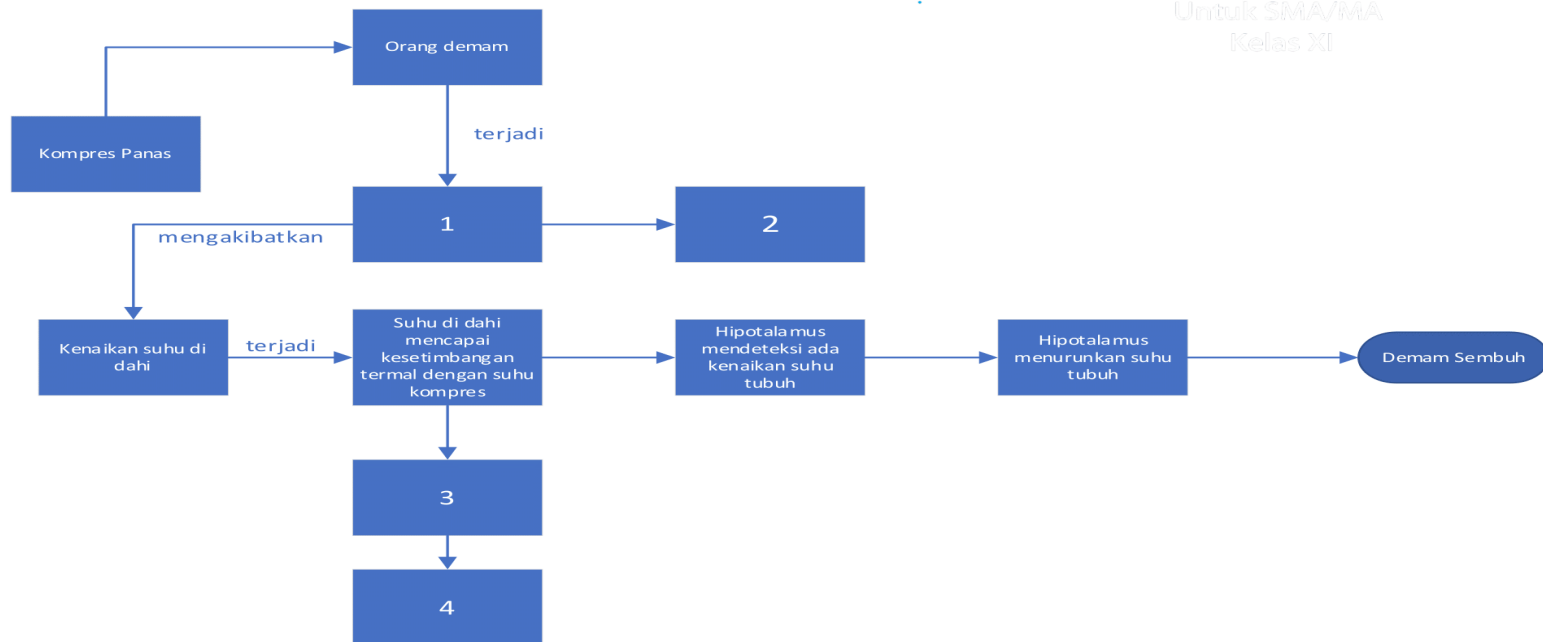 Untuk SMA/MA
Kelas XI
Orang demam
Kompres Panas
terjadi
1
2
mengakibatkan
Kenaikan suhu di
dahi
terjadi
Suhu di dahi
mencapai
kesetimbangan
termal dengan suhu
kompres
Hipotalamus
mendeteksi ada
kenaikan suhu
tubuh
Hipotalamus
menurunkan suhu
tubuh
Demam Sembuh
3
4